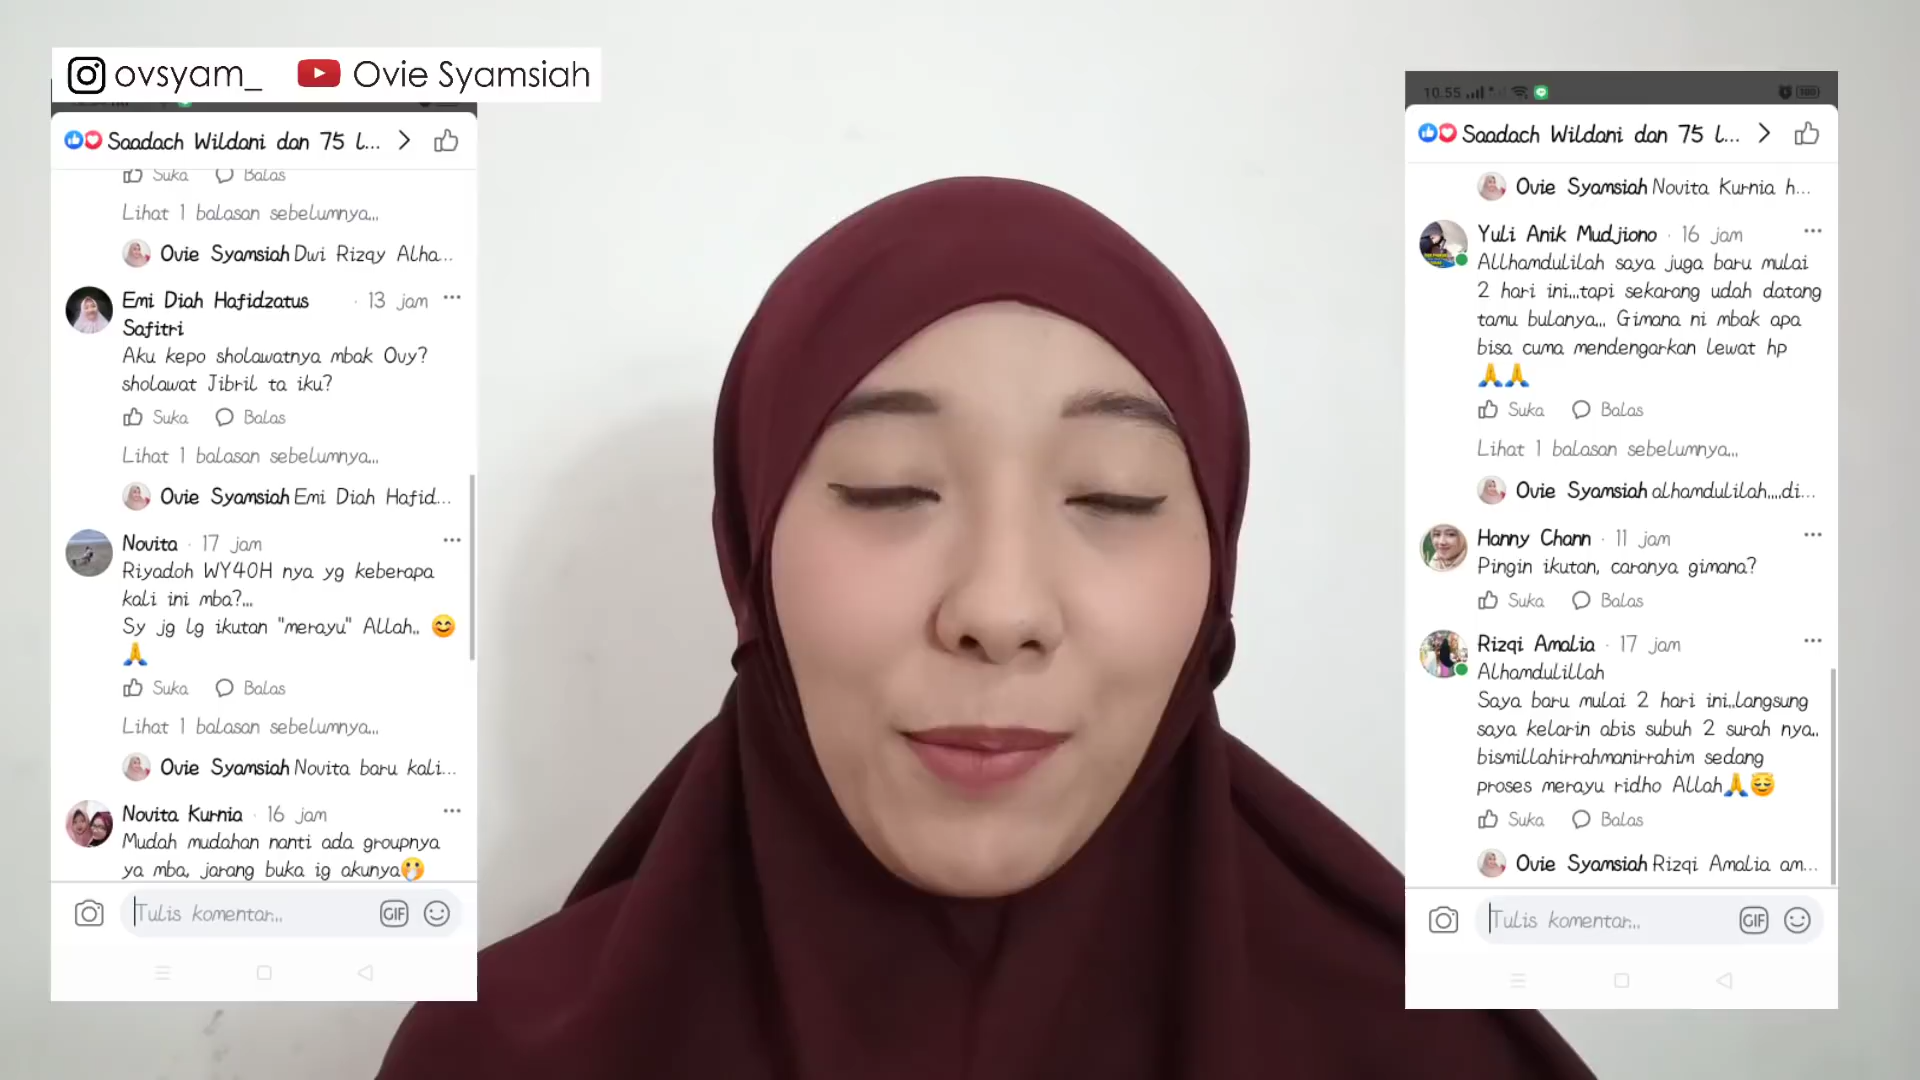 ovsyam_ Ovie Syamsiah
Saadach Wildani dan 75 l...
Suka Balas
Lihat 1 balasan sebelumnya...
Ovie Syamsiah Dwi Rizqy Alha...
Emi Diah Hafidzatus · 13 jam
Safitri
Aku kepo sholawatnya mbak Ovy?
sholawat Jibril ta iku?
Suka Balas
Lihat 1 balasan sebelumnya...
Ovie Syamsiah Emi Diah Hafid...
Novita · 17 jam
Riyadoh WY40H nya yg keberapa
kali ini mba?...
Sy jg lg ikutan "merayu" Allah.. 😊
🙏
Suka Balas
Lihat 1 balasan sebelumnya...
Ovie Syamsiah Novita baru kali...
Novita Kurnia · 16 jam
Mudah mudahan nanti ada groupnya
ya mba, jarang buka ig akunya🤭
Tulis komentar... GIF
10.55 100
Saadach Wildani dan 75 l...
Ovie Syamsiah Novita Kurnia h...
Yuli Anik Mudjiono · 16 jam
Allhamdulilah saya juga baru mulai
2 hari ini...tapi sekarang udah datang
tamu bulanya... Gimana ni mbak apa
bisa cuma mendengarkan lewat hp
🙏🙏
Suka Balas
Lihat 1 balasan sebelumnya...
Ovie Syamsiah alhamdulilah....di...
Hanny Chann · 11 jam
Pingin ikutan, caranya gimana?
Suka Balas
Rizqi Amalia · 17 jam
Alhamdulillah
Saya baru mulai 2 hari ini..langsung
saya kelarin abis subuh 2 surah nya..
bismillahirrahmanirrahim sedang
proses merayu ridho Allah🙏😇
Suka Balas
Ovie Syamsiah Rizqi Amalia am...
Tulis komentar... GIF